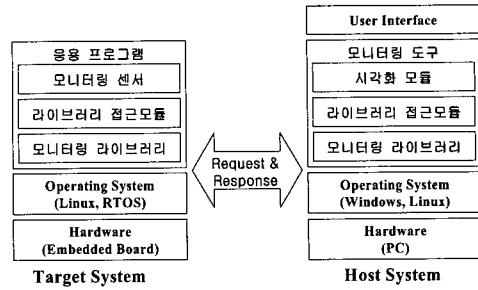 응용 프로그램
모니터링 센서
라이브러리 접근모듈
모니터링 라이브러리
Operating System
(Linux, RTOS)
Hardware
(Embedded Board)
Target System
Request &
Response
User Interface
모니터링 도구
시각화 모듈
라이브러리 접근모듈
모니터링 라이브러리
Operating System
(Windows, Linux)
Hardware
(PC)
Host System